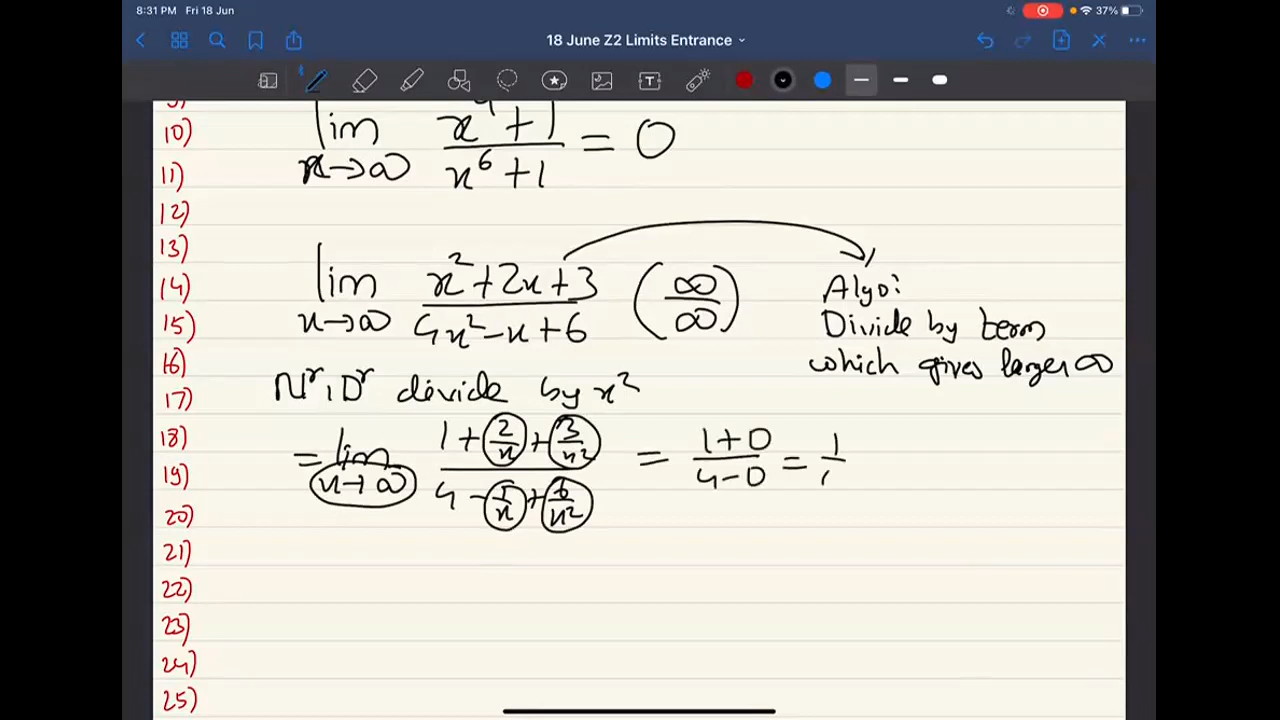 8:31 PM Fri 18 Jun 37%
18 June Z2 Limits Entrance
9)
10) lim x→∞ x⁴+1 / x⁶+1 = 0
11)
12)
13)
14) lim x→∞ x²+2x+3 / 4x²-x+6 (∞/∞) Algo:
15) Divide by term
16) which gives larger ∞
17) Nʳ, Dʳ divide by x²
18) = lim x→∞ 1 + 2/x + 3/x² / 4 - 1/x + 6/x² = 1+0 / 4-0 = 1/
19)
20)
21)
22)
23)
24)
25)